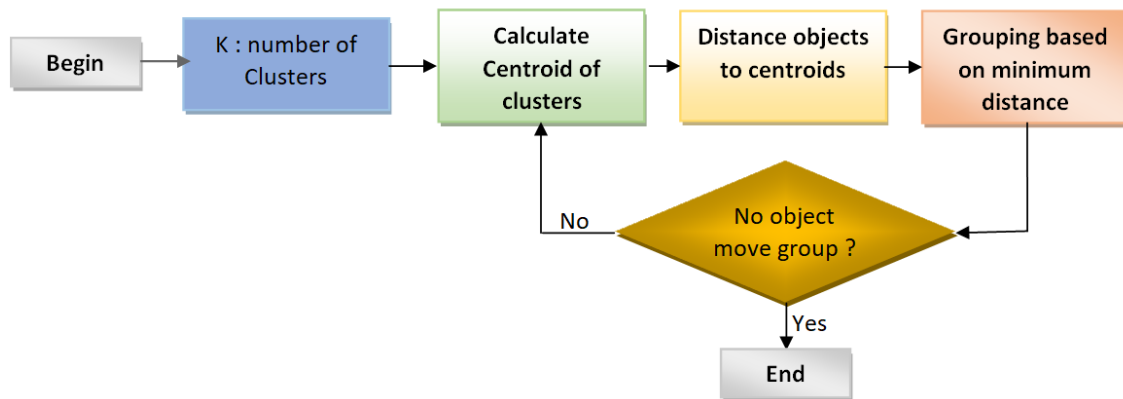 Begin
K : number of
Clusters
Calculate
Centroid of
clusters
Distance objects
to centroids
Grouping based
on minimum
distance
No object
move group ?
No
Yes
End